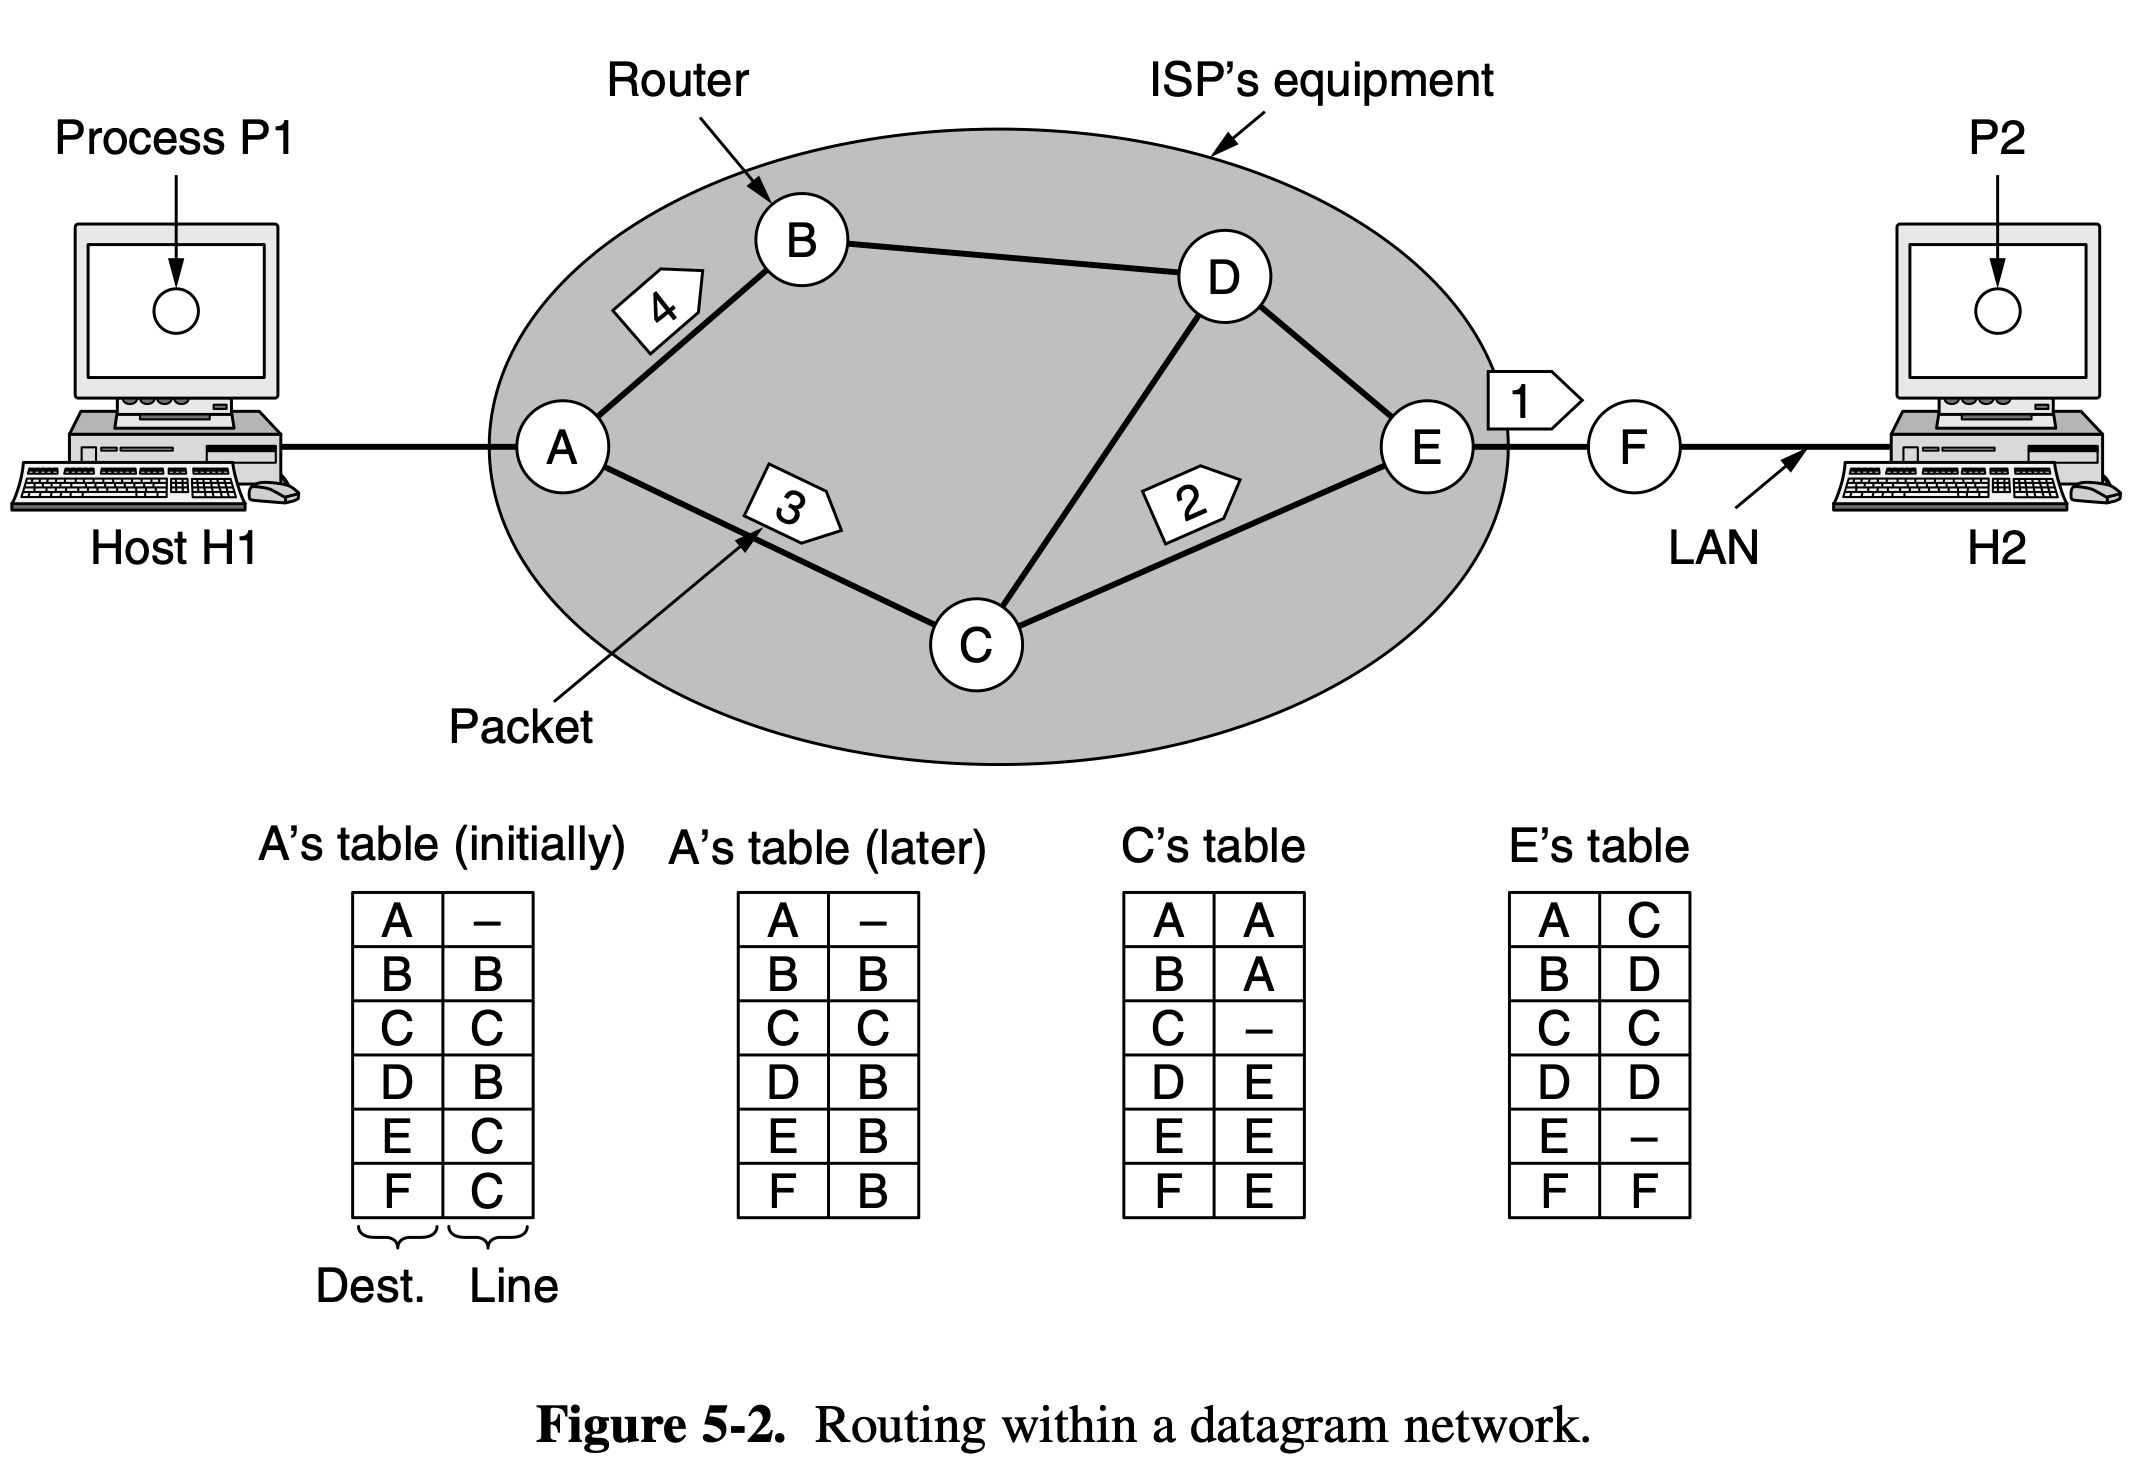 Router
ISP's equipment
Process P1
P2
B
D
4
A
3
2
E
1
F
C
Host H1
LAN
H2
Packet
A's table (initially)
A –
B B
C C
D B
E C
F C
Dest. Line
A's table (later)
A –
B B
C C
D B
E B
F B
C's table
A A
B A
C –
D E
E E
F E
E's table
A C
B D
C C
D D
E –
F F
Figure 5-2. Routing within a datagram network.